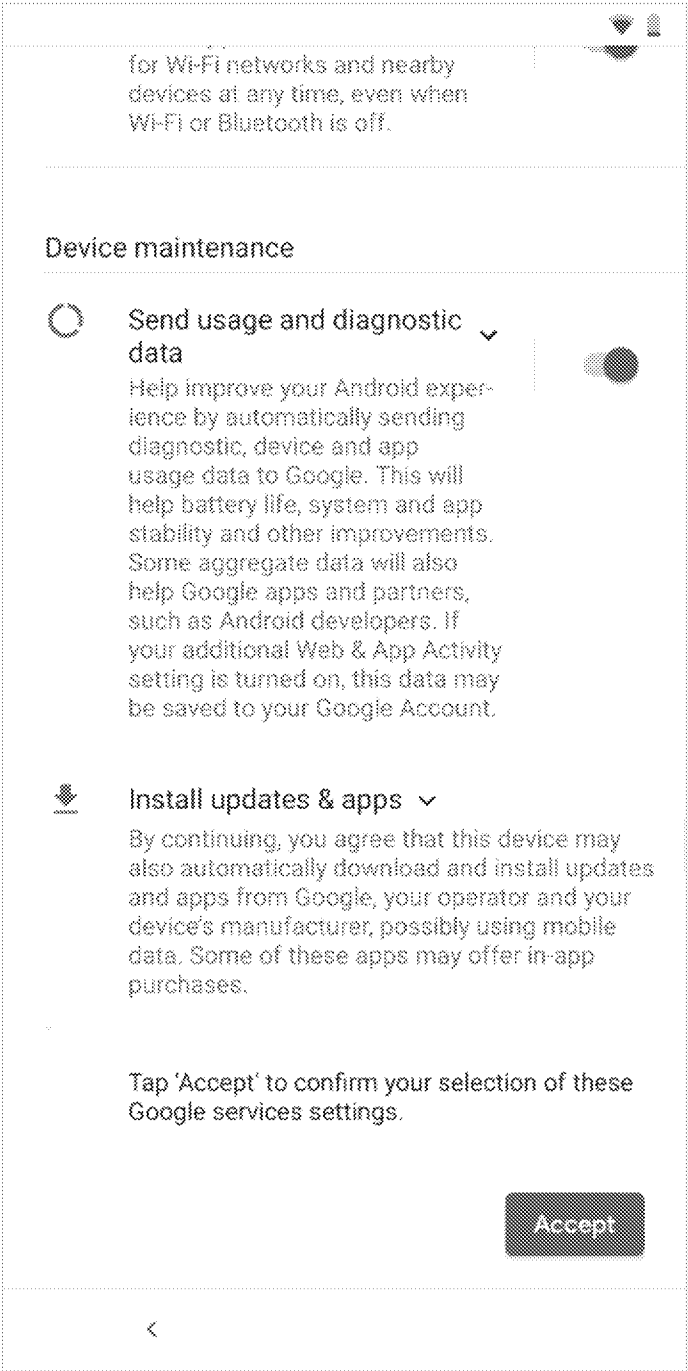 for Wi-Fi networks and nearby
devices at any time, even when
Wi-Fi or Bluetooth is off.
Device maintenance
Send usage and diagnostic
data
Help improve your Android exper-
ience by automatically sending
diagnostic, device and app
usage data to Google. This will
help battery life, system and app
stability and other improvements.
Some aggregate data will also
help Google apps and partners,
such as Android developers. If
your additional Web & App Activity
setting is turned on, this data may
be saved to your Google Account.
Install updates & apps
By continuing, you agree that this device may
also automatically download and install updates
and apps from Google, your operator and your
device's manufacturer, possibly using mobile
data. Some of these apps may offer in-app
purchases.
Tap 'Accept' to confirm your selection of these
Google services settings.
Accept